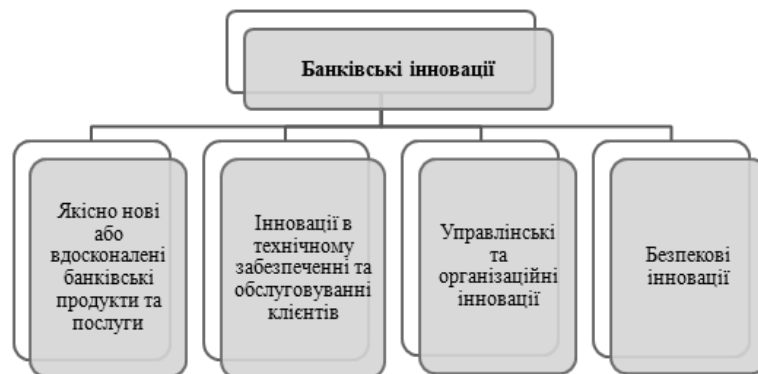 Банківські інновації
Якісно нові
або
вдосконалені
банківські
продукти та
послуги
Інновації в
технічному
забезпеченні та
обслуговуванні
клієнтів
Управлінські
та
організаційні
інновації
Безпекові
інновації